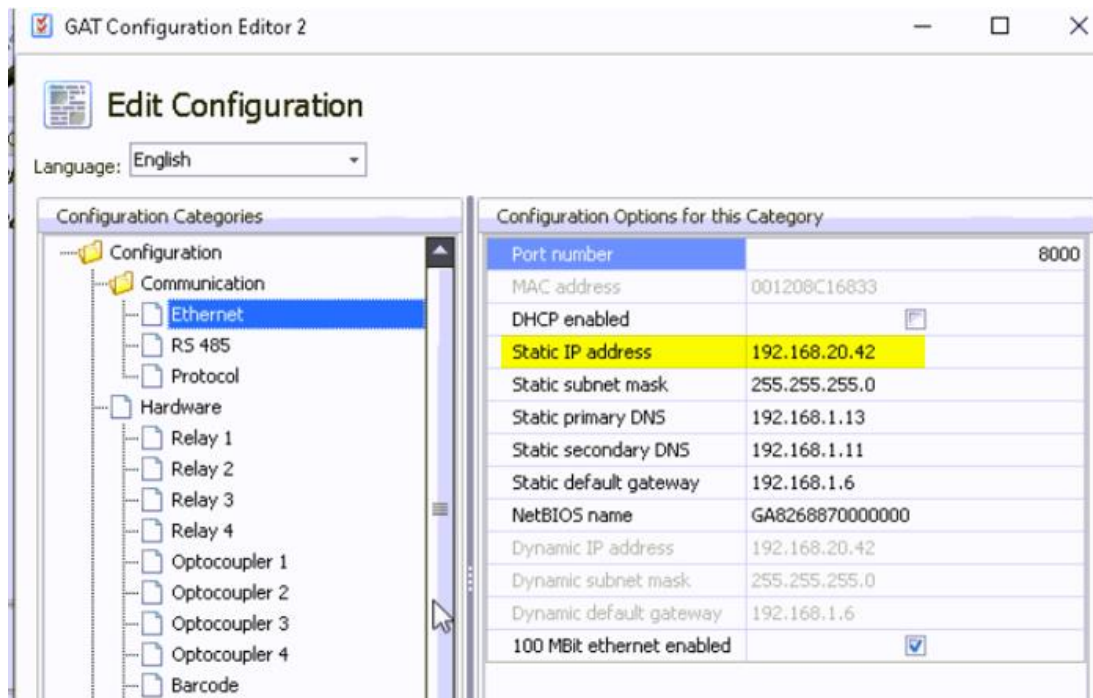 GAT Configuration Editor 2
Edit Configuration
Language: English
Configuration Categories
Configuration
Communication
Ethernet
RS 485
Protocol
Hardware
Relay 1
Relay 2
Relay 3
Relay 4
Optocoupler 1
Optocoupler 2
Optocoupler 3
Optocoupler 4
Barcode
Configuration Options for this Category
Port number 8000
MAC address 001208C16833
DHCP enabled
Static IP address 192.168.20.42
Static subnet mask 255.255.255.0
Static primary DNS 192.168.1.13
Static secondary DNS 192.168.1.11
Static default gateway 192.168.1.6
NetBIOS name GA8268870000000
Dynamic IP address 192.168.20.42
Dynamic subnet mask 255.255.255.0
Dynamic default gateway 192.168.1.6
100 MBit ethernet enabled